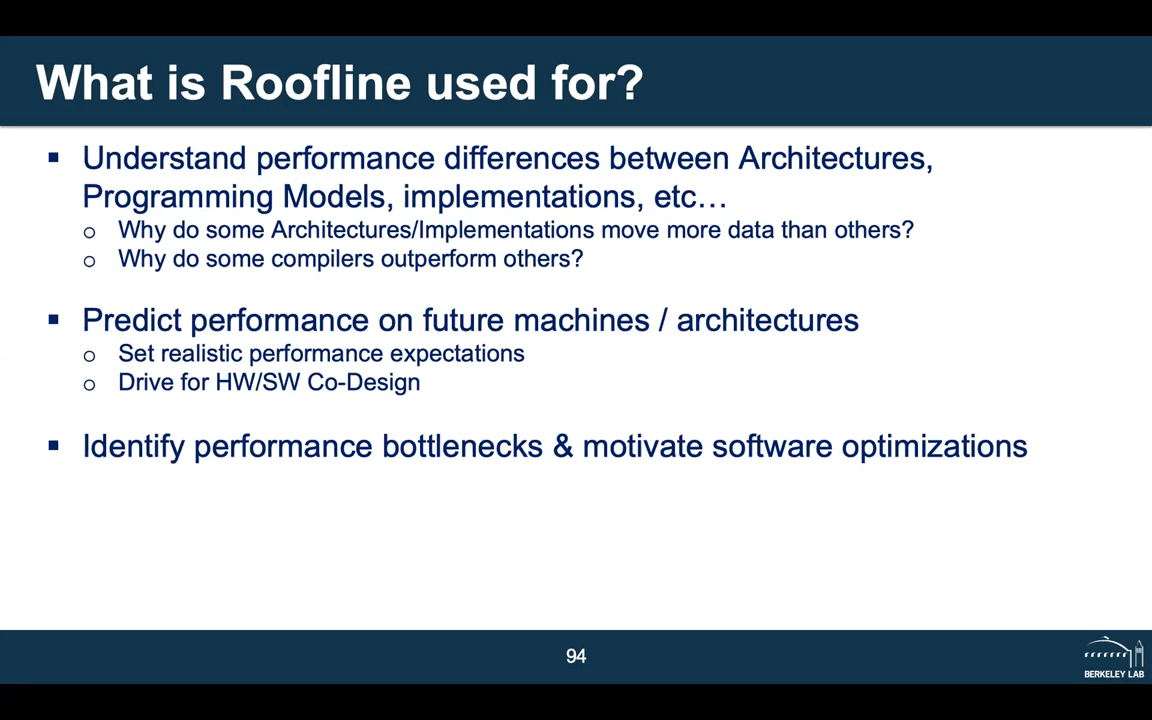 What is Roofline used for?
▪ Understand performance differences between Architectures,
Programming Models, implementations, etc…
o Why do some Architectures/Implementations move more data than others?
o Why do some compilers outperform others?
▪ Predict performance on future machines / architectures
o Set realistic performance expectations
o Drive for HW/SW Co-Design
▪ Identify performance bottlenecks & motivate software optimizations
94
BERKELEY LAB